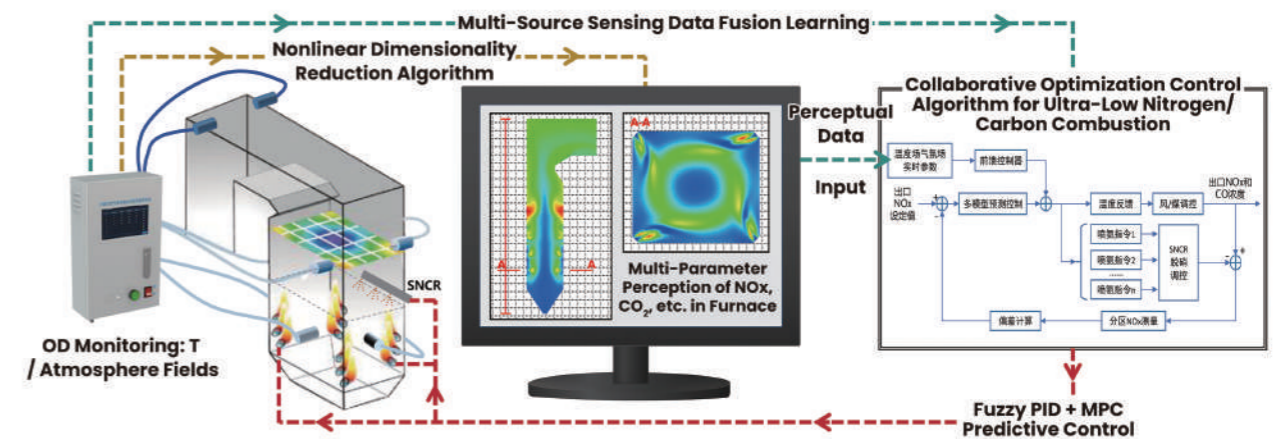 Multi-Source Sensing Data Fusion Learning
Nonlinear Dimensionality
Reduction Algorithm
OD Monitoring: T
/ Atmosphere Fields
SNCR
A-A
A
A
A
Multi-Parameter
Perception of NOx,
CO2, etc. in Furnace
Perceptual
Data
Input
Collaborative Optimization Control
Algorithm for Ultra-Low Nitrogen/
Carbon Combustion
温度场气氛场
实时参数
前馈控制器
出口
NOx
设定值
+
-
多模型预测控制
温度反馈
风/煤调控
出口NOx和
CO浓度
喷氨指令1
喷氨指令2
......
喷氨指令n
SNCR
脱硝
调控
-
+
偏差计算
分区NOx测量
Fuzzy PID + MPC
Predictive Control